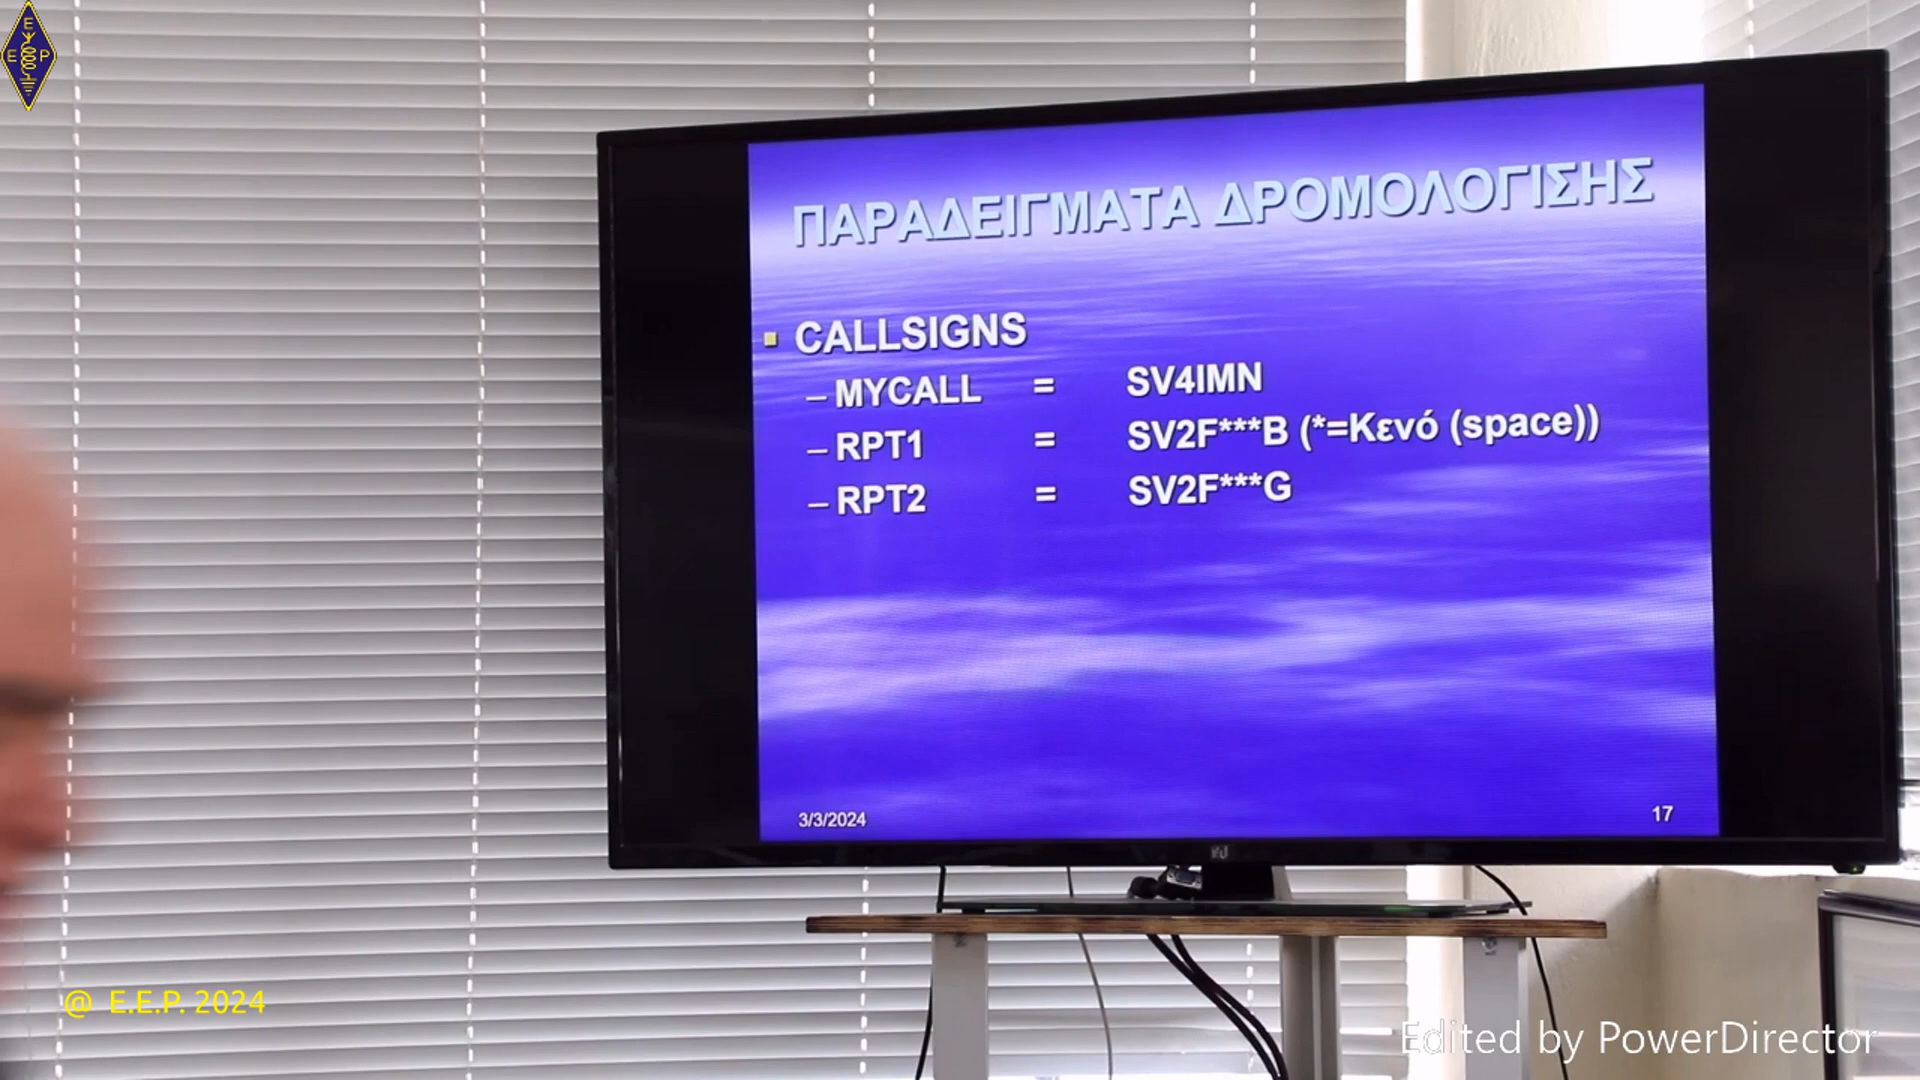 Ε
Ε Ρ
ΠΑΡΑΔΕΙΓΜΑΤΑ ΔΡΟΜΟΛΟΓΙΣΗΣ
CALLSIGNS
– MYCALL = SV4IMN
– RPT1 = SV2F***B (*=Κενό (space))
– RPT2 = SV2F***G
3/3/2024 17
@ E.E.P. 2024
Edited by PowerDirector